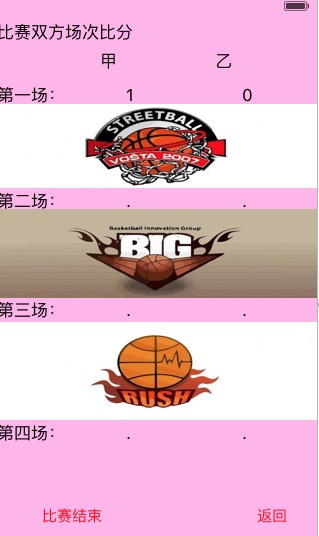 比赛双方场次比分
甲 乙
第一场: 1 0
STREETBALL
VOSTA 2007
第二场: . .
Basketball Innovation Group
BIG
第三场: . .
RUSH
第四场: . .
比赛结束 返回